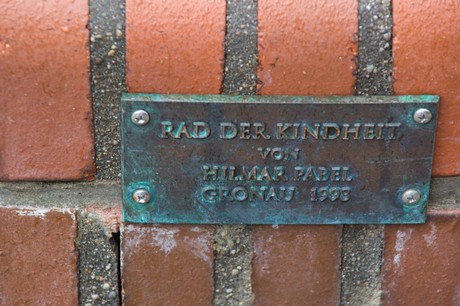 RAD DER KINDHEIT
VON
HILMAR PABEL
GRONAU 1993